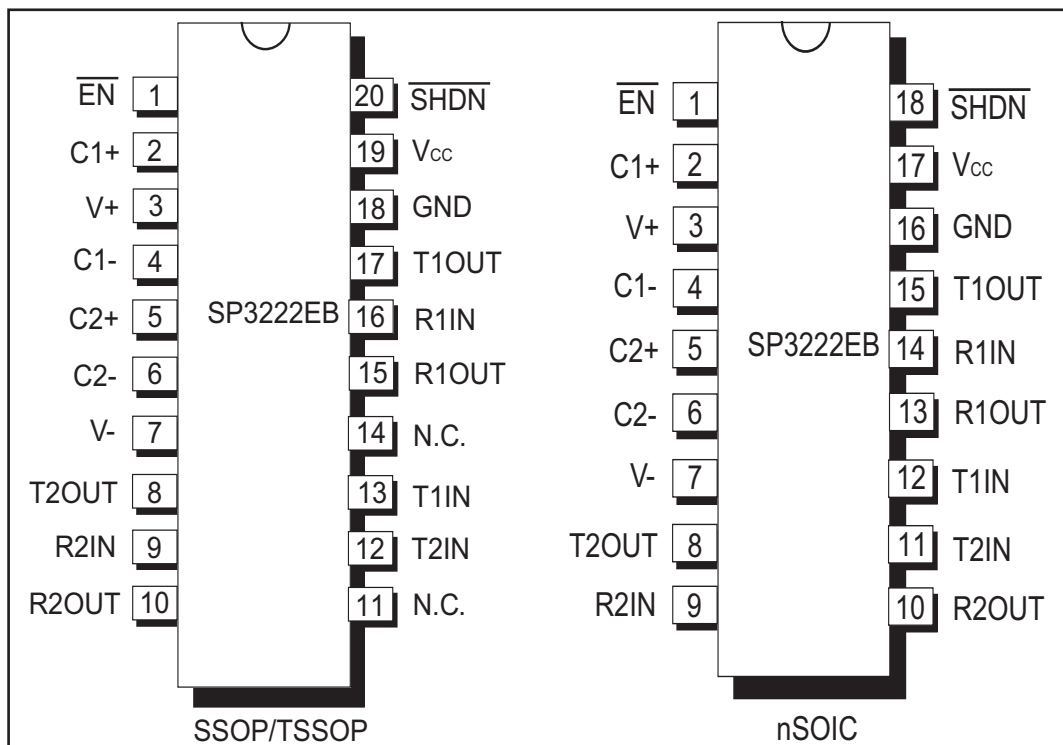 EN 1 20 SHDN
C1+ 2 19 Vcc
V+ 3 18 GND
C1- 4 17 T1OUT
C2+ 5 SP3222EB 16 R1IN
C2- 6 15 R1OUT
V- 7 14 N.C.
T2OUT 8 13 T1IN
R2IN 9 12 T2IN
R2OUT 10 11 N.C.
SSOP/TSSOP
EN 1 18 SHDN
C1+ 2 17 Vcc
V+ 3 16 GND
C1- 4 15 T1OUT
C2+ 5 SP3222EB 14 R1IN
C2- 6 13 R1OUT
V- 7 12 T1IN
T2OUT 8 11 T2IN
R2IN 9 10 R2OUT
nSOIC